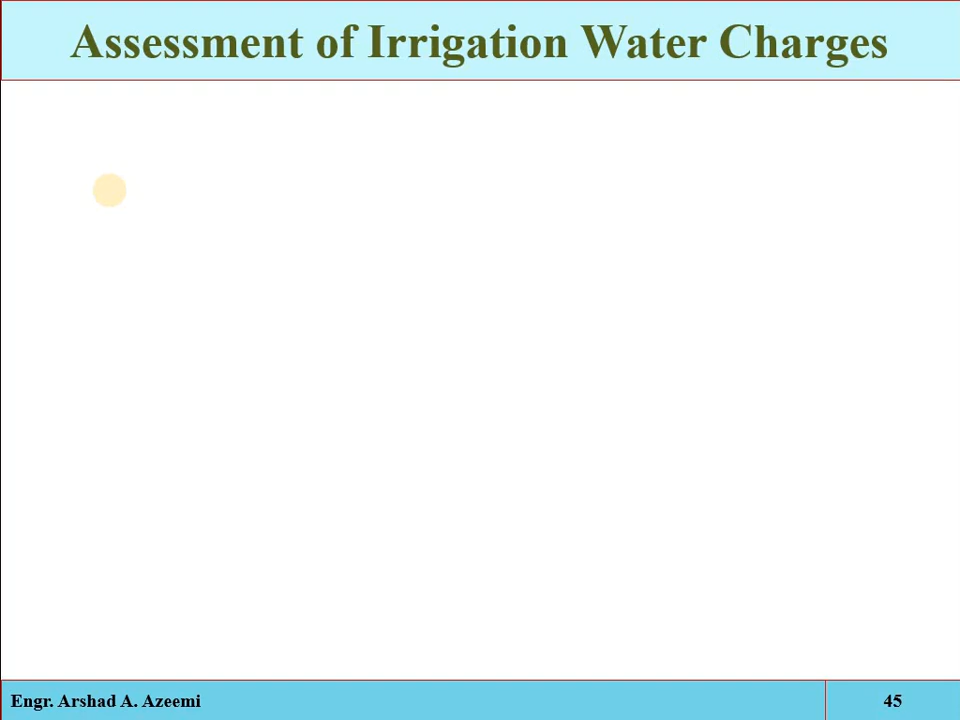 Assessment of Irrigation Water Charges
Engr. Arshad A. Azeemi
45